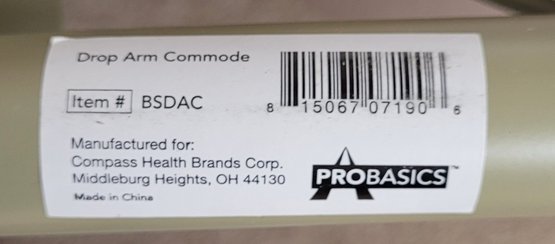 Drop Arm Commode
Item # BSDAC
8 15067 07190 6
Manufactured for:
Compass Health Brands Corp.
Middleburg Heights, OH 44130
Made in China
PROBASICS™